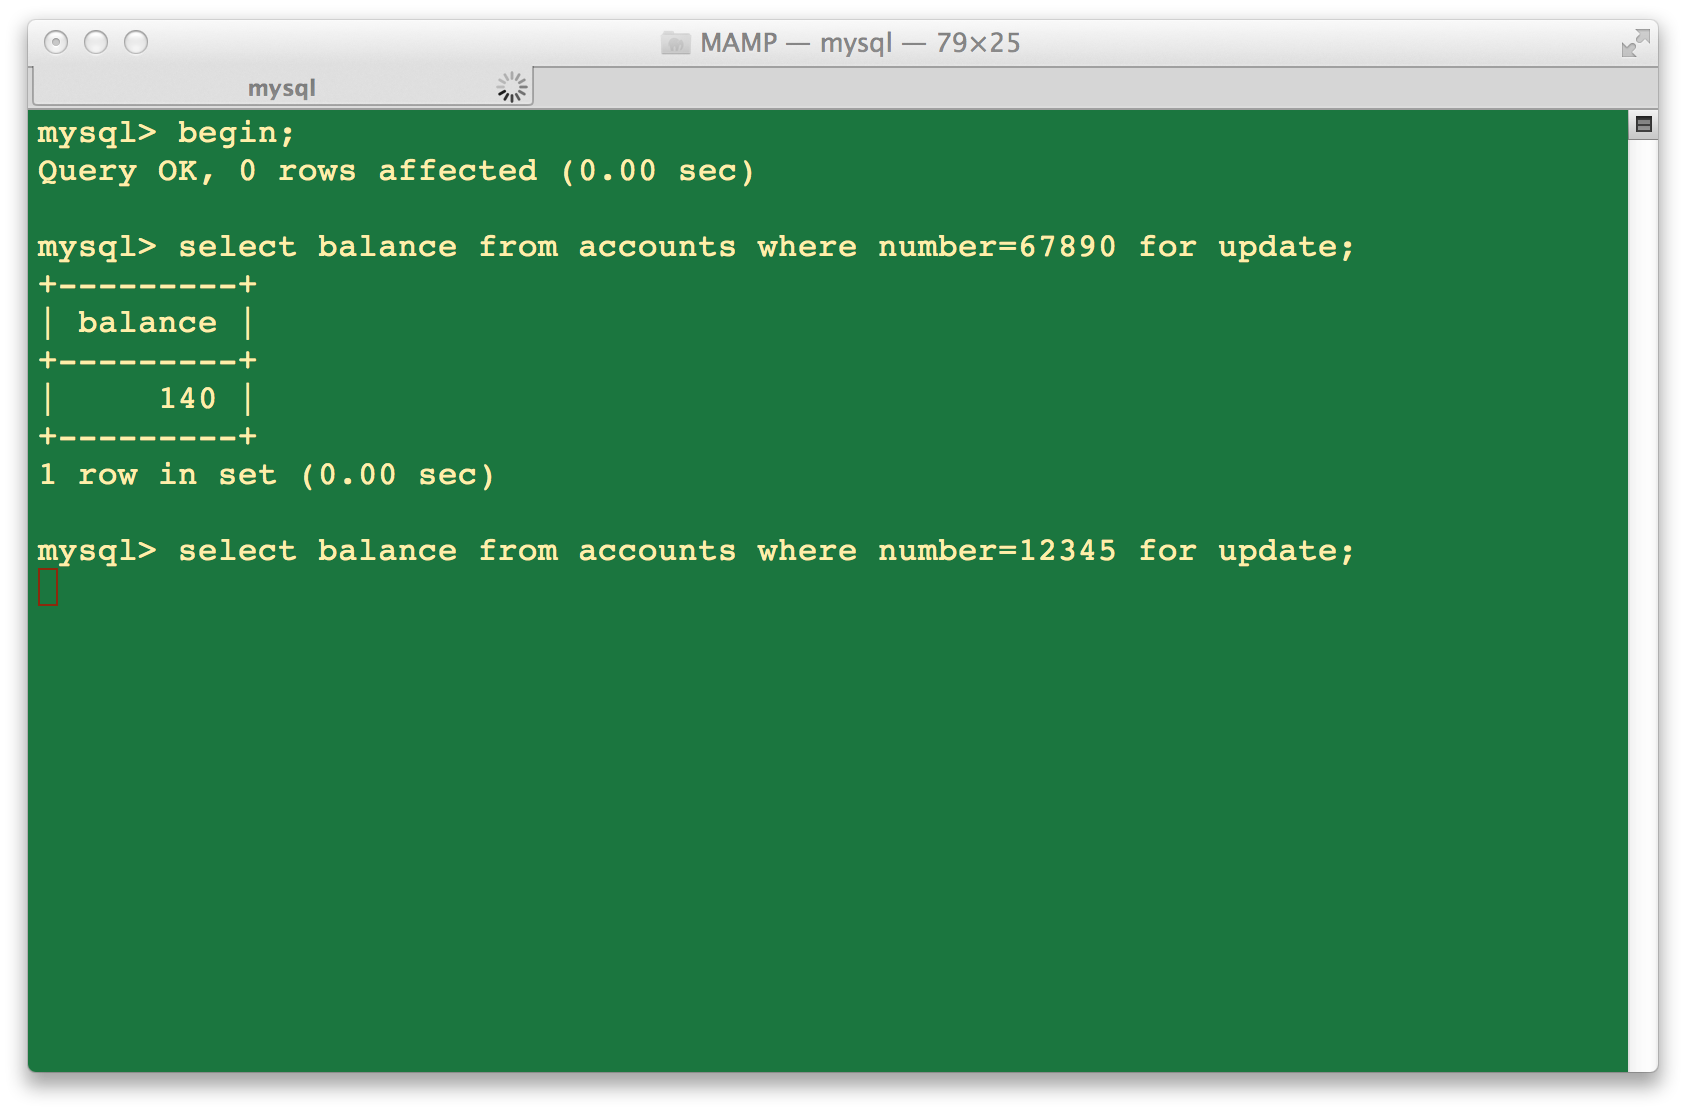 MAMP — mysql — 79×25
mysql
mysql> begin;
Query OK, 0 rows affected (0.00 sec)
mysql> select balance from accounts where number=67890 for update;
+---------+
| balance |
+---------+
|     140 |
+---------+
1 row in set (0.00 sec)
mysql> select balance from accounts where number=12345 for update;